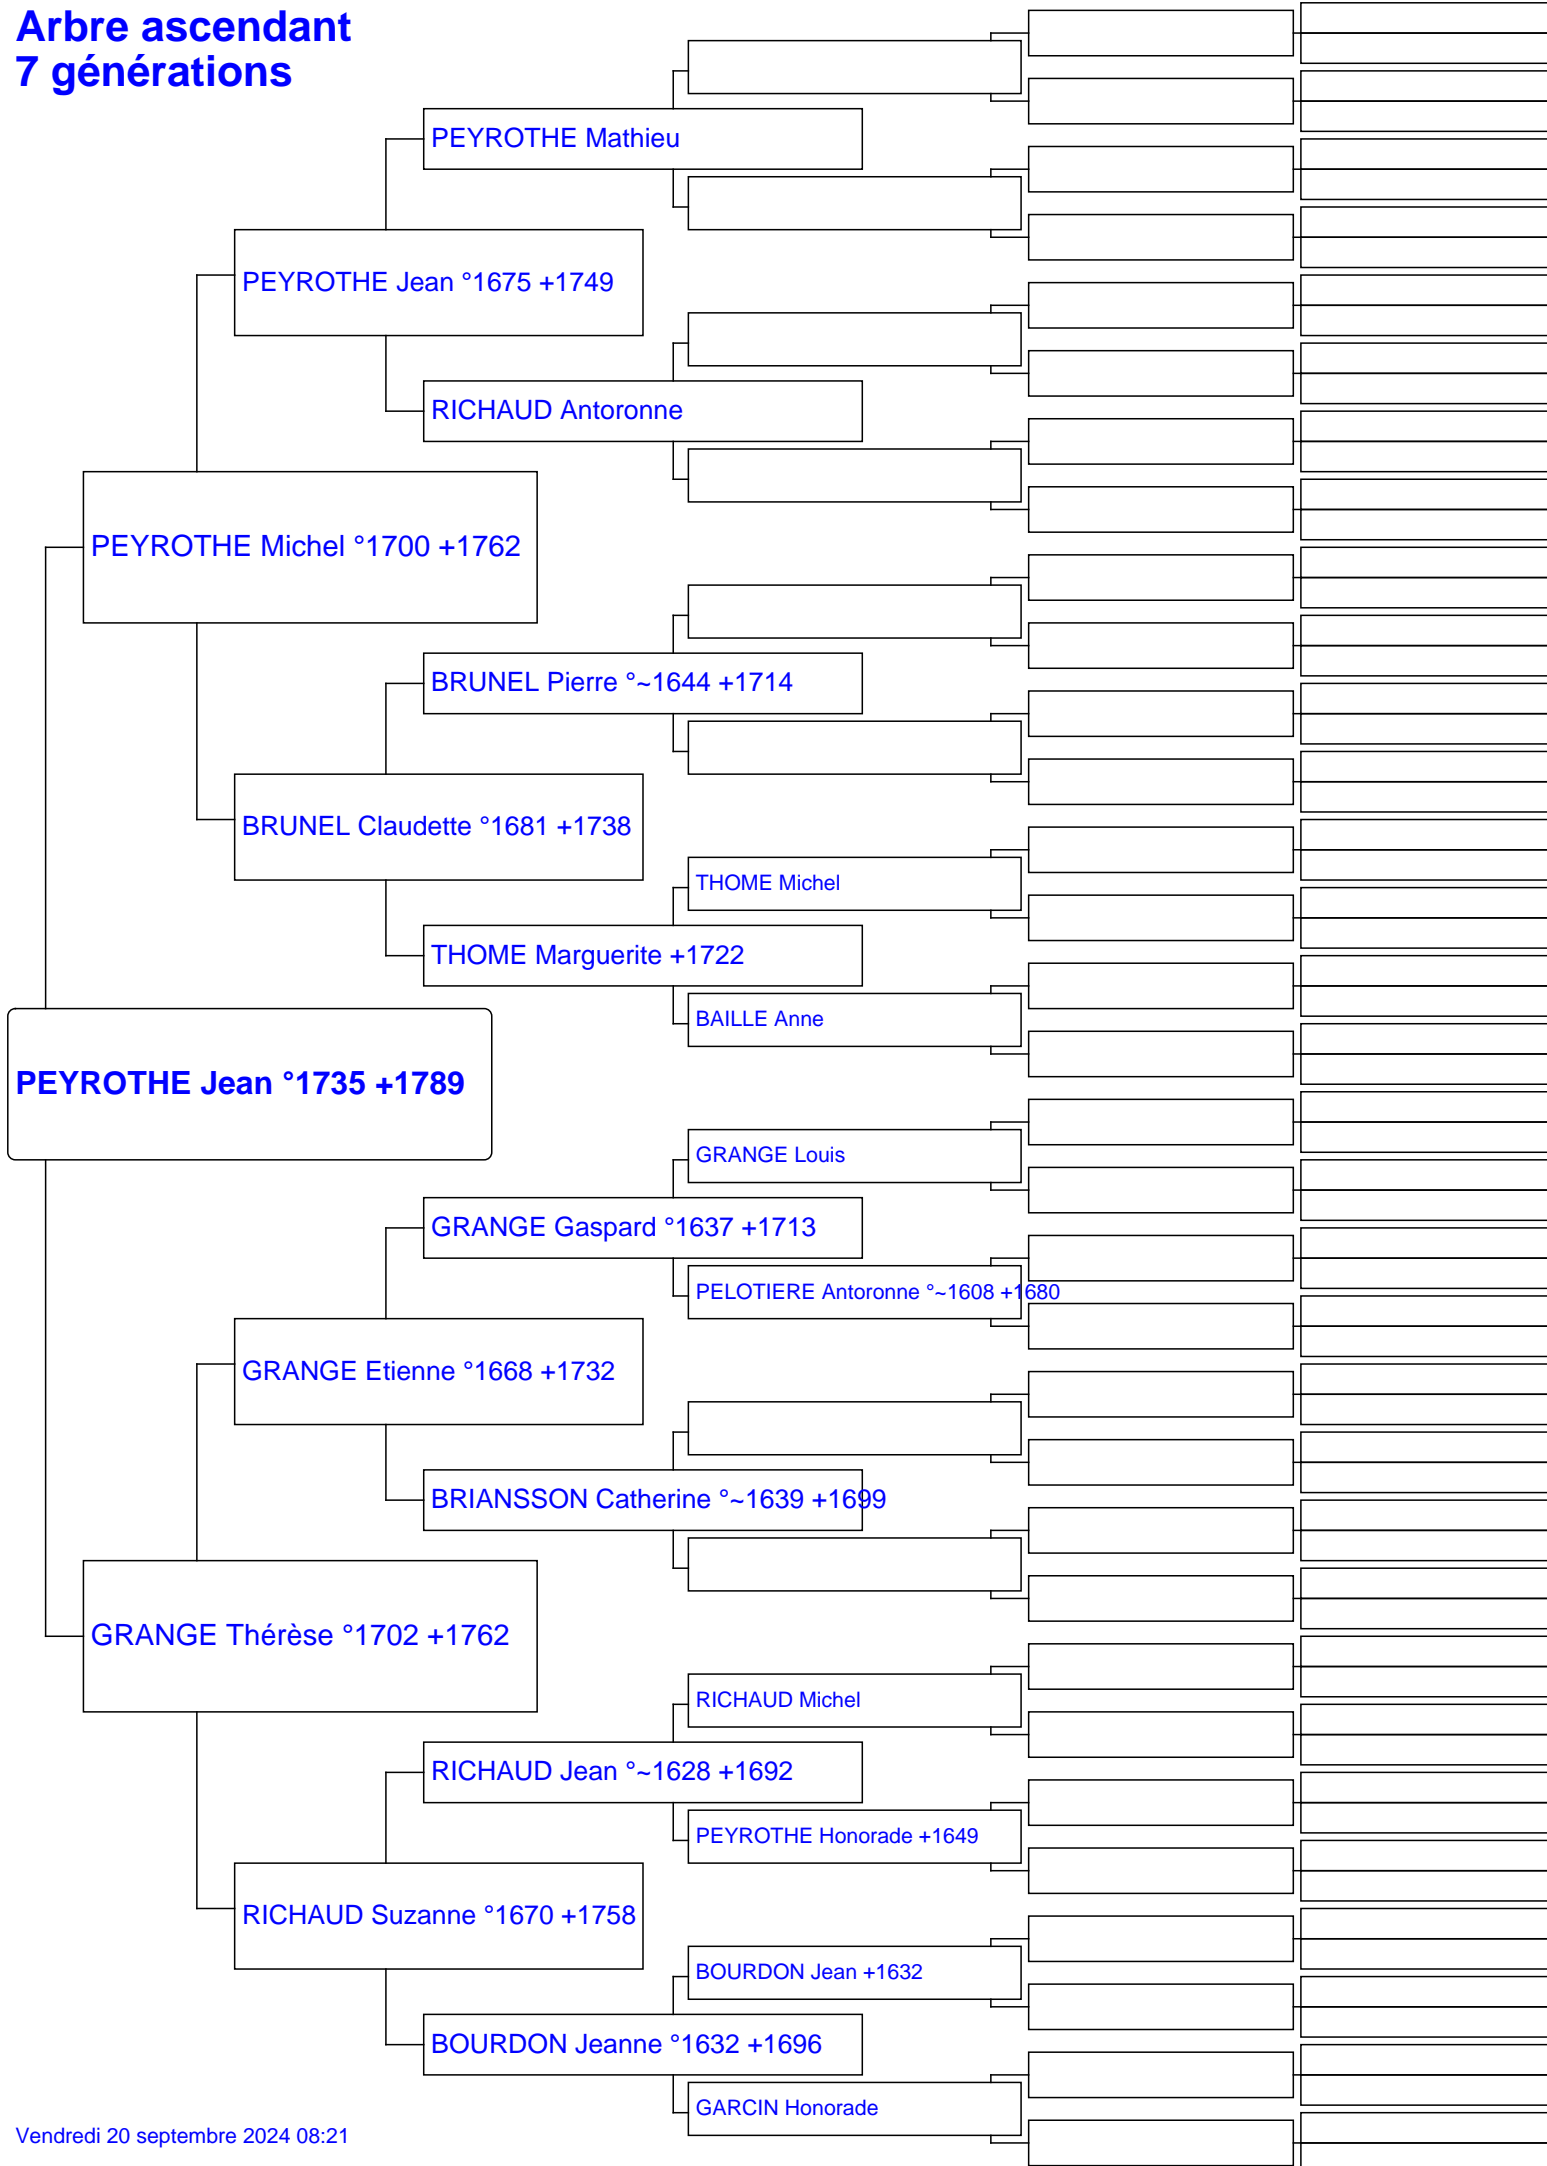 Arbre ascendant
7 générations
PEYROTHE Mathieu
PEYROTHE Jean °1675 +1749
RICHAUD Antoronne
PEYROTHE Michel °1700 +1762
BRUNEL Pierre °~1644 +1714
BRUNEL Claudette °1681 +1738
THOME Michel
THOME Marguerite +1722
BAILLE Anne
PEYROTHE Jean °1735 +1789
GRANGE Louis
GRANGE Gaspard °1637 +1713
PELOTIERE Antoronne °~1608 +1680
GRANGE Etienne °1668 +1732
BRIANSSON Catherine °~1639 +1699
GRANGE Thérèse °1702 +1762
RICHAUD Michel
RICHAUD Jean °~1628 +1692
PEYROTHE Honorade +1649
RICHAUD Suzanne °1670 +1758
BOURDON Jean +1632
BOURDON Jeanne °1632 +1696
GARCIN Honorade
Vendredi 20 septembre 2024 08:21